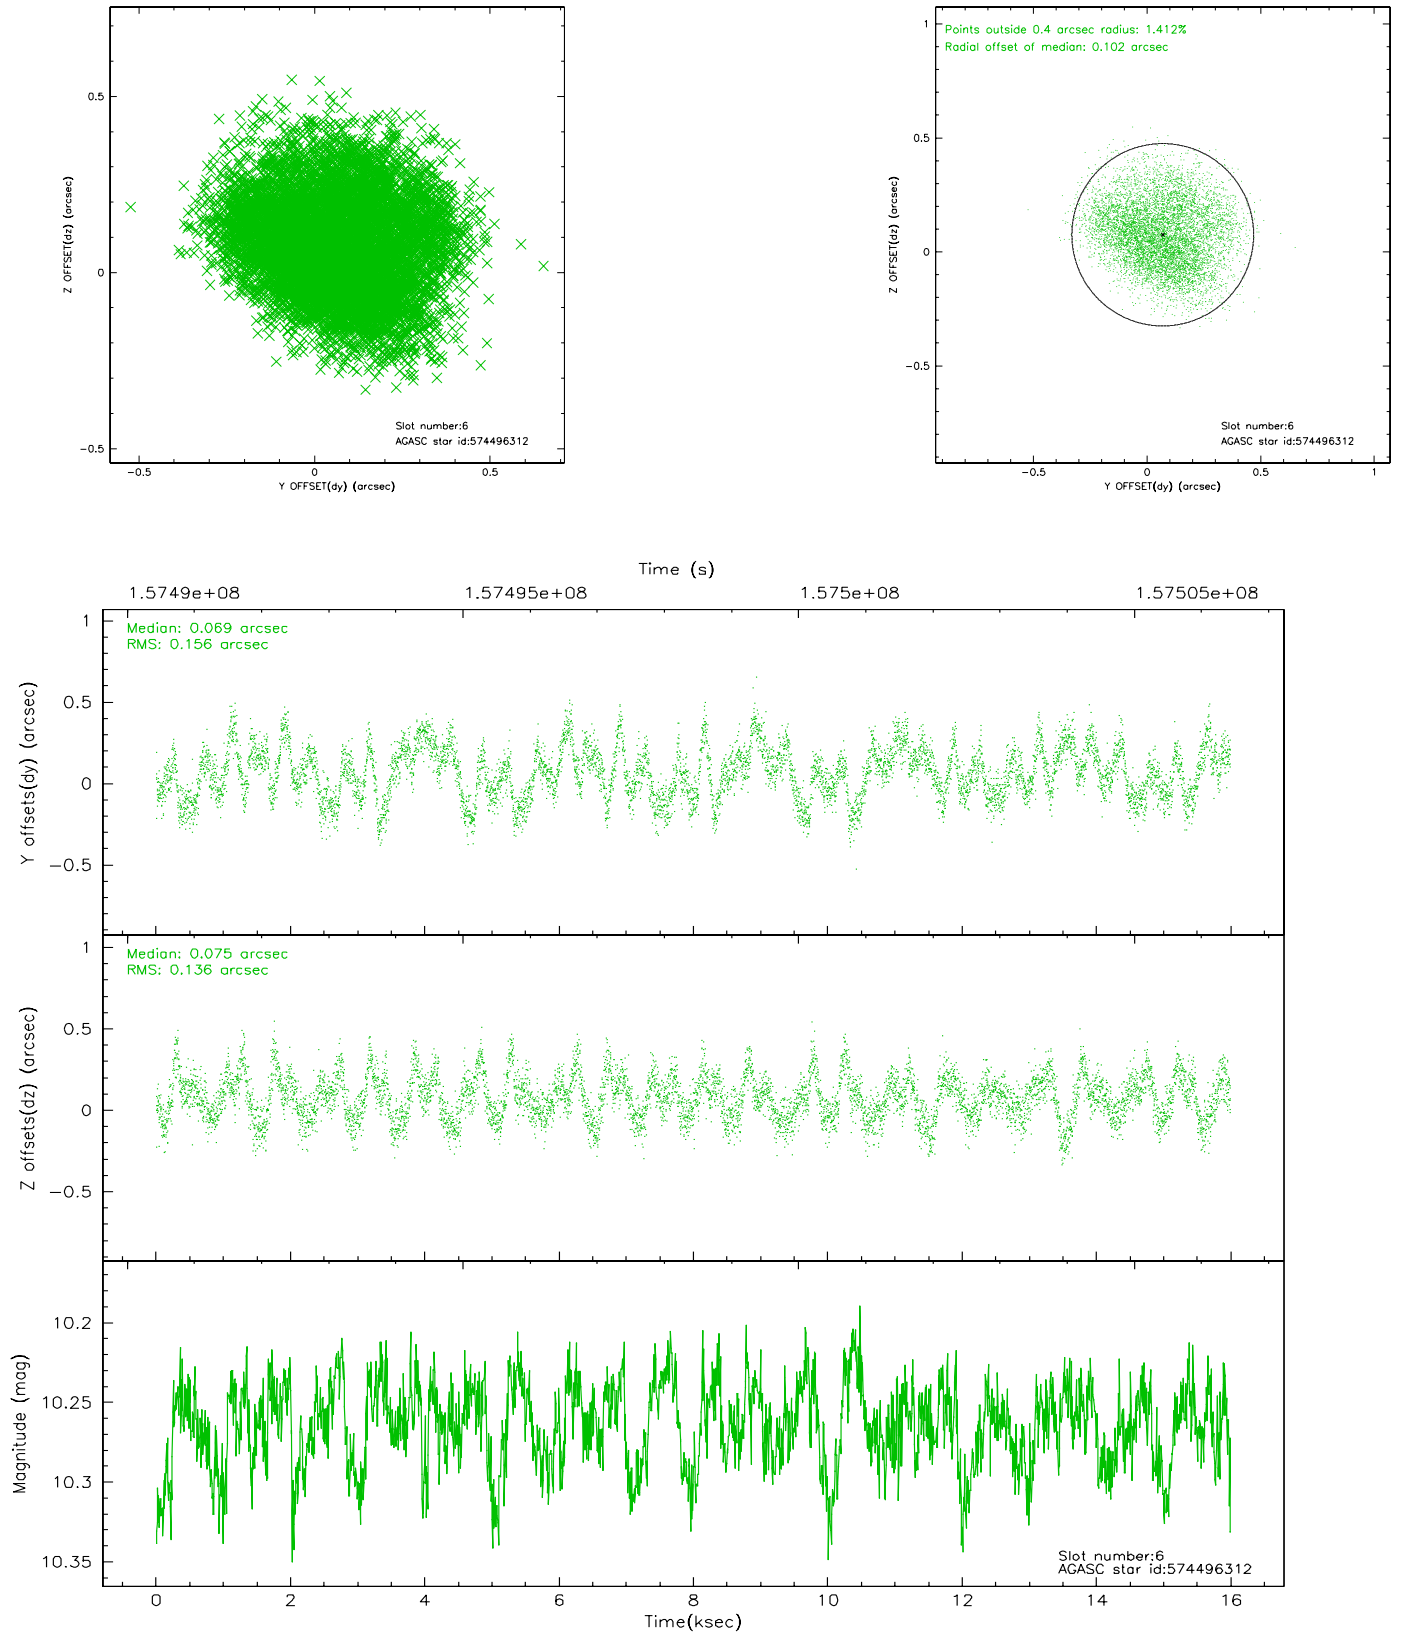 0.5
0
−0.5
Z OFFSET(dz) (arcsec)
Slot number:6
AGASC star id:574496312
−0.5
0
0.5
Y OFFSET(dy) (arcsec)
Points outside 0.4 arcsec radius: 1.412%
Radial offset of median: 0.102 arcsec
1
0.5
0
−0.5
Z OFFSET(dz) (arcsec)
Slot number:6
AGASC star id:574496312
−0.5
0
0.5
1
Y OFFSET(dy) (arcsec)
Time (s)
1.5749e+08
1.57495e+08
1.575e+08
1.57505e+08
Median: 0.069 arcsec
RMS: 0.156 arcsec
1
0.5
0
−0.5
Y offsets(dy) (arcsec)
Median: 0.075 arcsec
RMS: 0.136 arcsec
1
0.5
0
−0.5
Z offsets(dz) (arcsec)
10.2
10.25
10.3
10.35
Magnitude (mag)
Slot number:6
AGASC star id:574496312
0
2
4
6
8
10
12
14
16
Time(ksec)